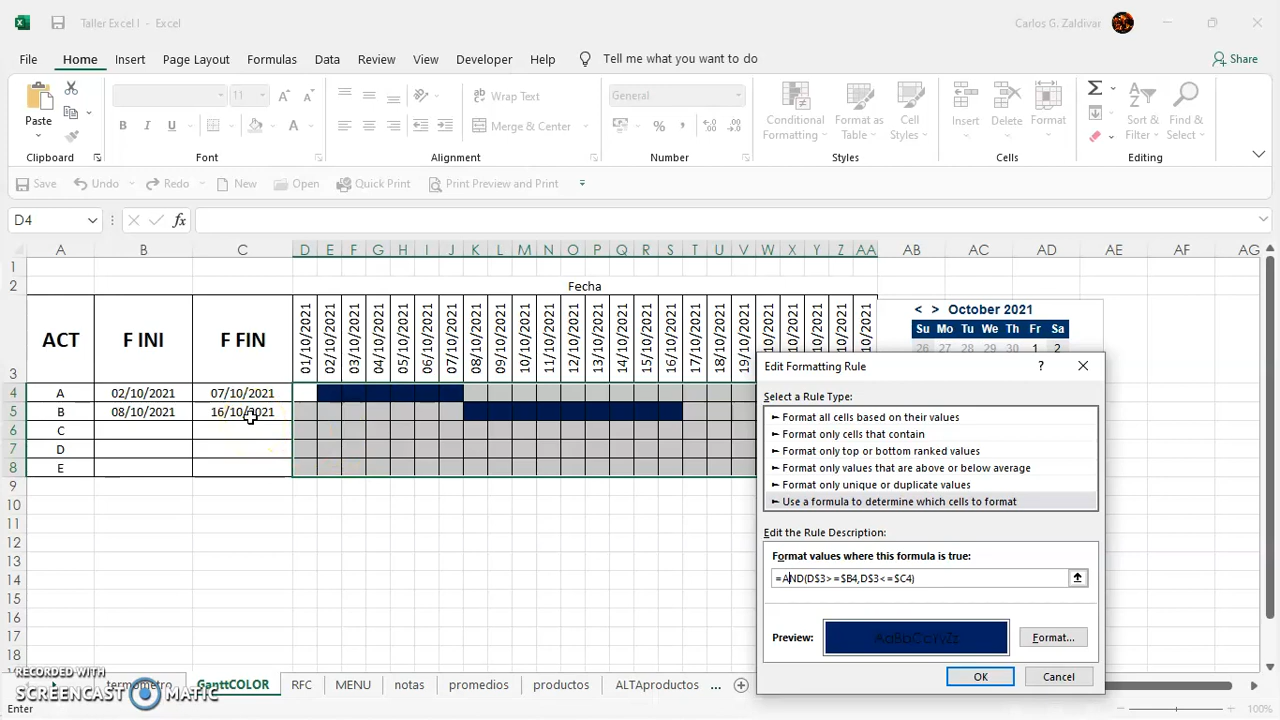 Taller Excel I - Excel
Carlos G. Zaldivar
File Home Insert Page Layout Formulas Data Review View Developer Help Tell me what you want to do Share
Paste
11
Wrap Text
General
Conditional Formatting
Format as Table
Cell Styles
Insert
Delete
Format
Sort & Filter
Find & Select
B I U
Merge & Center
Clipboard Font Alignment Number Styles Cells Editing
Save Undo Redo New Open Quick Print Print Preview and Print
D4
fx
A B C D E F G H I J K L M N O P Q R S T U V W X Y Z AA AB AC AD AE AF AG
1
2 Fecha
3 ACT F INI F FIN 01/10/2021 02/10/2021 03/10/2021 04/10/2021 05/10/2021 06/10/2021 07/10/2021 08/10/2021 09/10/2021 10/10/2021 11/10/2021 12/10/2021 13/10/2021 14/10/2021 15/10/2021 16/10/2021 17/10/2021 18/10/2021
4 A 02/10/2021 07/10/2021
5 B 08/10/2021 16/10/2021
6 C
7 D
8 E
9
10
11
12
13
14
15
16
17
18
< > October 2021
Su Mo Tu We Th Fr Sa
26 27 28 29 30 1 2
Edit Formatting Rule
?
Select a Rule Type:
► Format all cells based on their values
► Format only cells that contain
► Format only top or bottom ranked values
► Format only values that are above or below average
► Format only unique or duplicate values
► Use a formula to determine which cells to format
Edit the Rule Description:
Format values where this formula is true:
=AND(D$3>=$B4,D$3<=$C4)
Preview:
AaBbCcYyZz
Format...
OK
Cancel
termometro GanttCOLOR RFC MENU notas promedios productos ALTAproductos ...
RECORDED WITH
SCREENCAST MATIC
Enter
100%